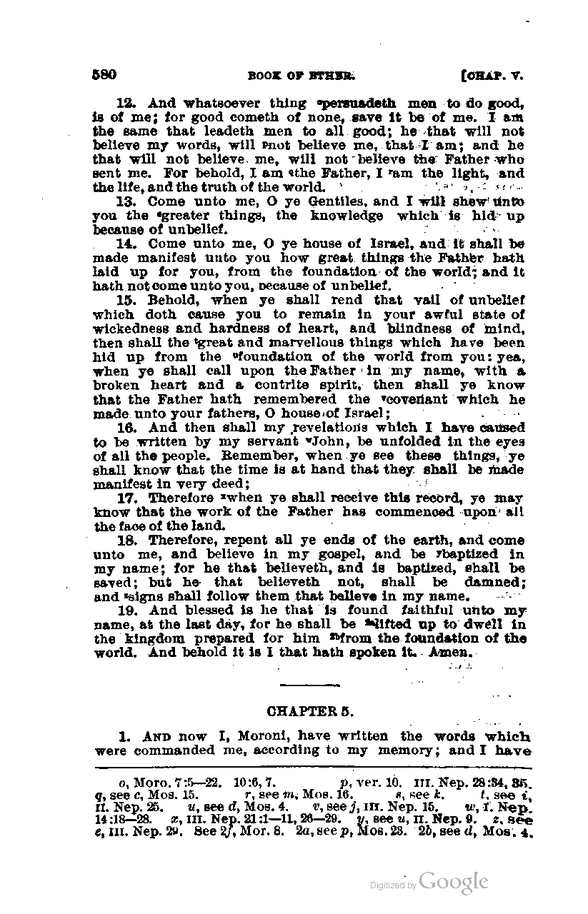 580 BOOK OF ETHER. [CHAP. V.
12. And whatsoever thing ᵒpersuadeth men to do good,
is of me; for good cometh of none, save it be of me. I am
the same that leadeth men to all good; he that will not
believe my words, will ᵖnot believe me, that I am; and he
that will not believe me, will not believe the Father who
sent me. For behold, I am ᑫthe Father, I ʳam the light, and
the life, and the truth of the world.
13. Come unto me, O ye Gentiles, and I will shew unto
you the ˢgreater things, the knowledge which is hid up
because of unbelief.
14. Come unto me, O ye house of Israel, and it shall be
made manifest unto you how great things the Father hath
laid up for you, from the foundation of the world; and it
hath not come unto you, because of unbelief.
15. Behold, when ye shall rend that vail of unbelief
which doth cause you to remain in your awful state of
wickedness and hardness of heart, and blindness of mind,
then shall the ᵗgreat and marvellous things which have been
hid up from the ᵘfoundation of the world from you: yea,
when ye shall call upon the Father in my name, with a
broken heart and a contrite spirit, then shall ye know
that the Father hath remembered the ᵛcovenant which he
made unto your fathers, O house of Israel;
16. And then shall my revelations which I have caused
to be written by my servant ʷJohn, be unfolded in the eyes
of all the people. Remember, when ye see these things, ye
shall know that the time is at hand that they shall be made
manifest in very deed;
17. Therefore ˣwhen ye shall receive this record, ye may
know that the work of the Father has commenced upon all
the face of the land.
18. Therefore, repent all ye ends of the earth, and come
unto me, and believe in my gospel, and be ʸbaptized in
my name; for he that believeth, and is baptized, shall be
saved; but he that believeth not, shall be damned;
and ᶻsigns shall follow them that believe in my name.
19. And blessed is he that is found faithful unto my
name, at the last day, for he shall be ²ᵃlifted up to dwell in
the kingdom prepared for him ²ᵇfrom the foundation of the
world. And behold it is I that hath spoken it. Amen.
CHAPTER 5.
1. AND now I, Moroni, have written the words which
were commanded me, according to my memory; and I have
o, Moro. 7:5—22. 10:6, 7. p, ver. 10. III. Nep. 28:34, 35.
q, see c, Mos. 15. r, see m, Mos. 16. s, see k. t, see i,
II. Nep. 25. u, see d, Mos. 4. v, see j, III. Nep. 15. w, I. Nep.
14:18—28. x, III. Nep. 21:1—11, 26—29. y, see u, II. Nep. 9. z, see
e, III. Nep. 29. See 2f, Mor. 8. 2a, see p, Mos. 23. 2b, see d, Mos. 4.
Digitized by Google